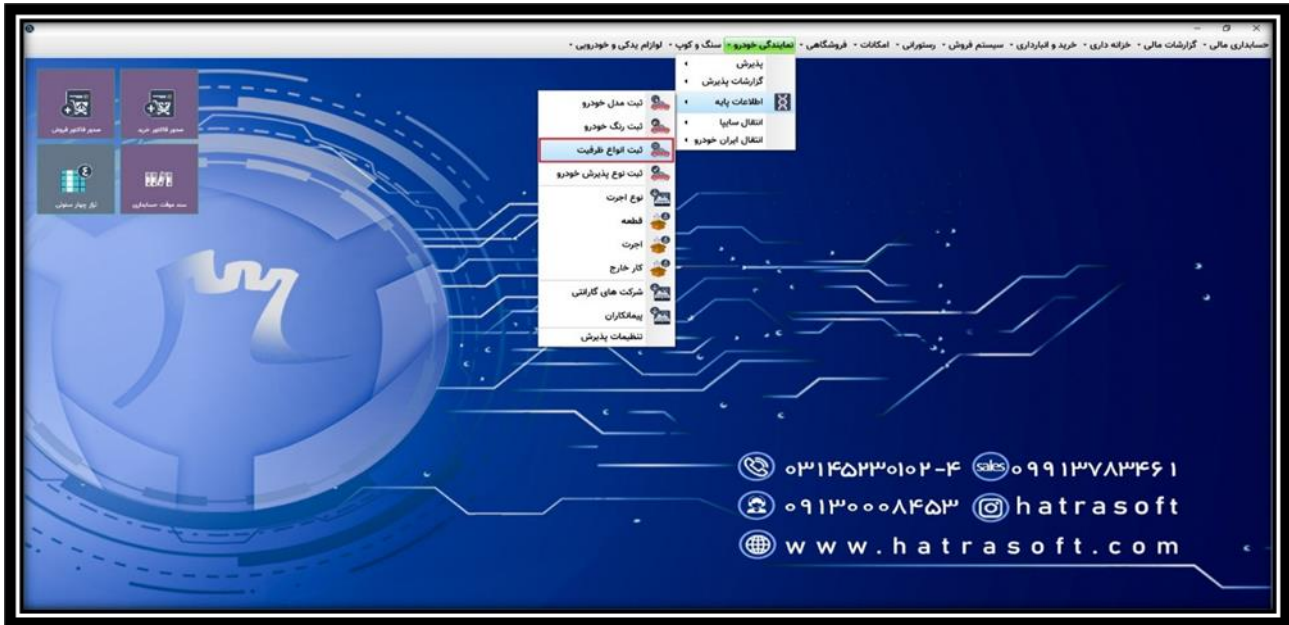 حسابداری مالی - گزارشات مالی - خزانه داری - خرید و انبارداری - سیستم فروش - رستورانی - امکانات - فروشگاهی - نمایندگی خودرو - سنگ و کوپ - لوازم یدکی و خودرویی -
پذیرش
گزارشات پذیرش
اطلاعات پایه
انتقال سایپا
انتقال ایران خودرو
ثبت مدل خودرو
ثبت رنگ خودرو
ثبت انواع ظرفیت
ثبت نوع پذیرش خودرو
نوع اجرت
قطعه
اجرت
کار خارج
شرکت های گارانتی
پیمانکاران
تنظیمات پذیرش
صدور فاکتور خرید
صدور فاکتور فروش
سند موقت حسابداری
تراز چهار ستونی
۰۳۱۴۵۲۳۰۱۰۲-۴
sales ۰۹۹۱۳۷۸۳۴۶۱
۰۹۱۳۰۰۰۸۴۵۳
hatrasoft
www.hatrasoft.com